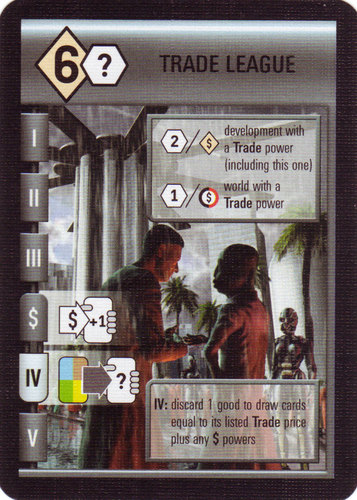 6 ?
TRADE LEAGUE
I
2 / $ development with
a Trade power
(including this one)
1 / $ world with a
Trade power
II
III
$ $ +1
IV ?
IV: discard 1 good to draw cards
equal to its listed Trade price
plus any $ powers
V